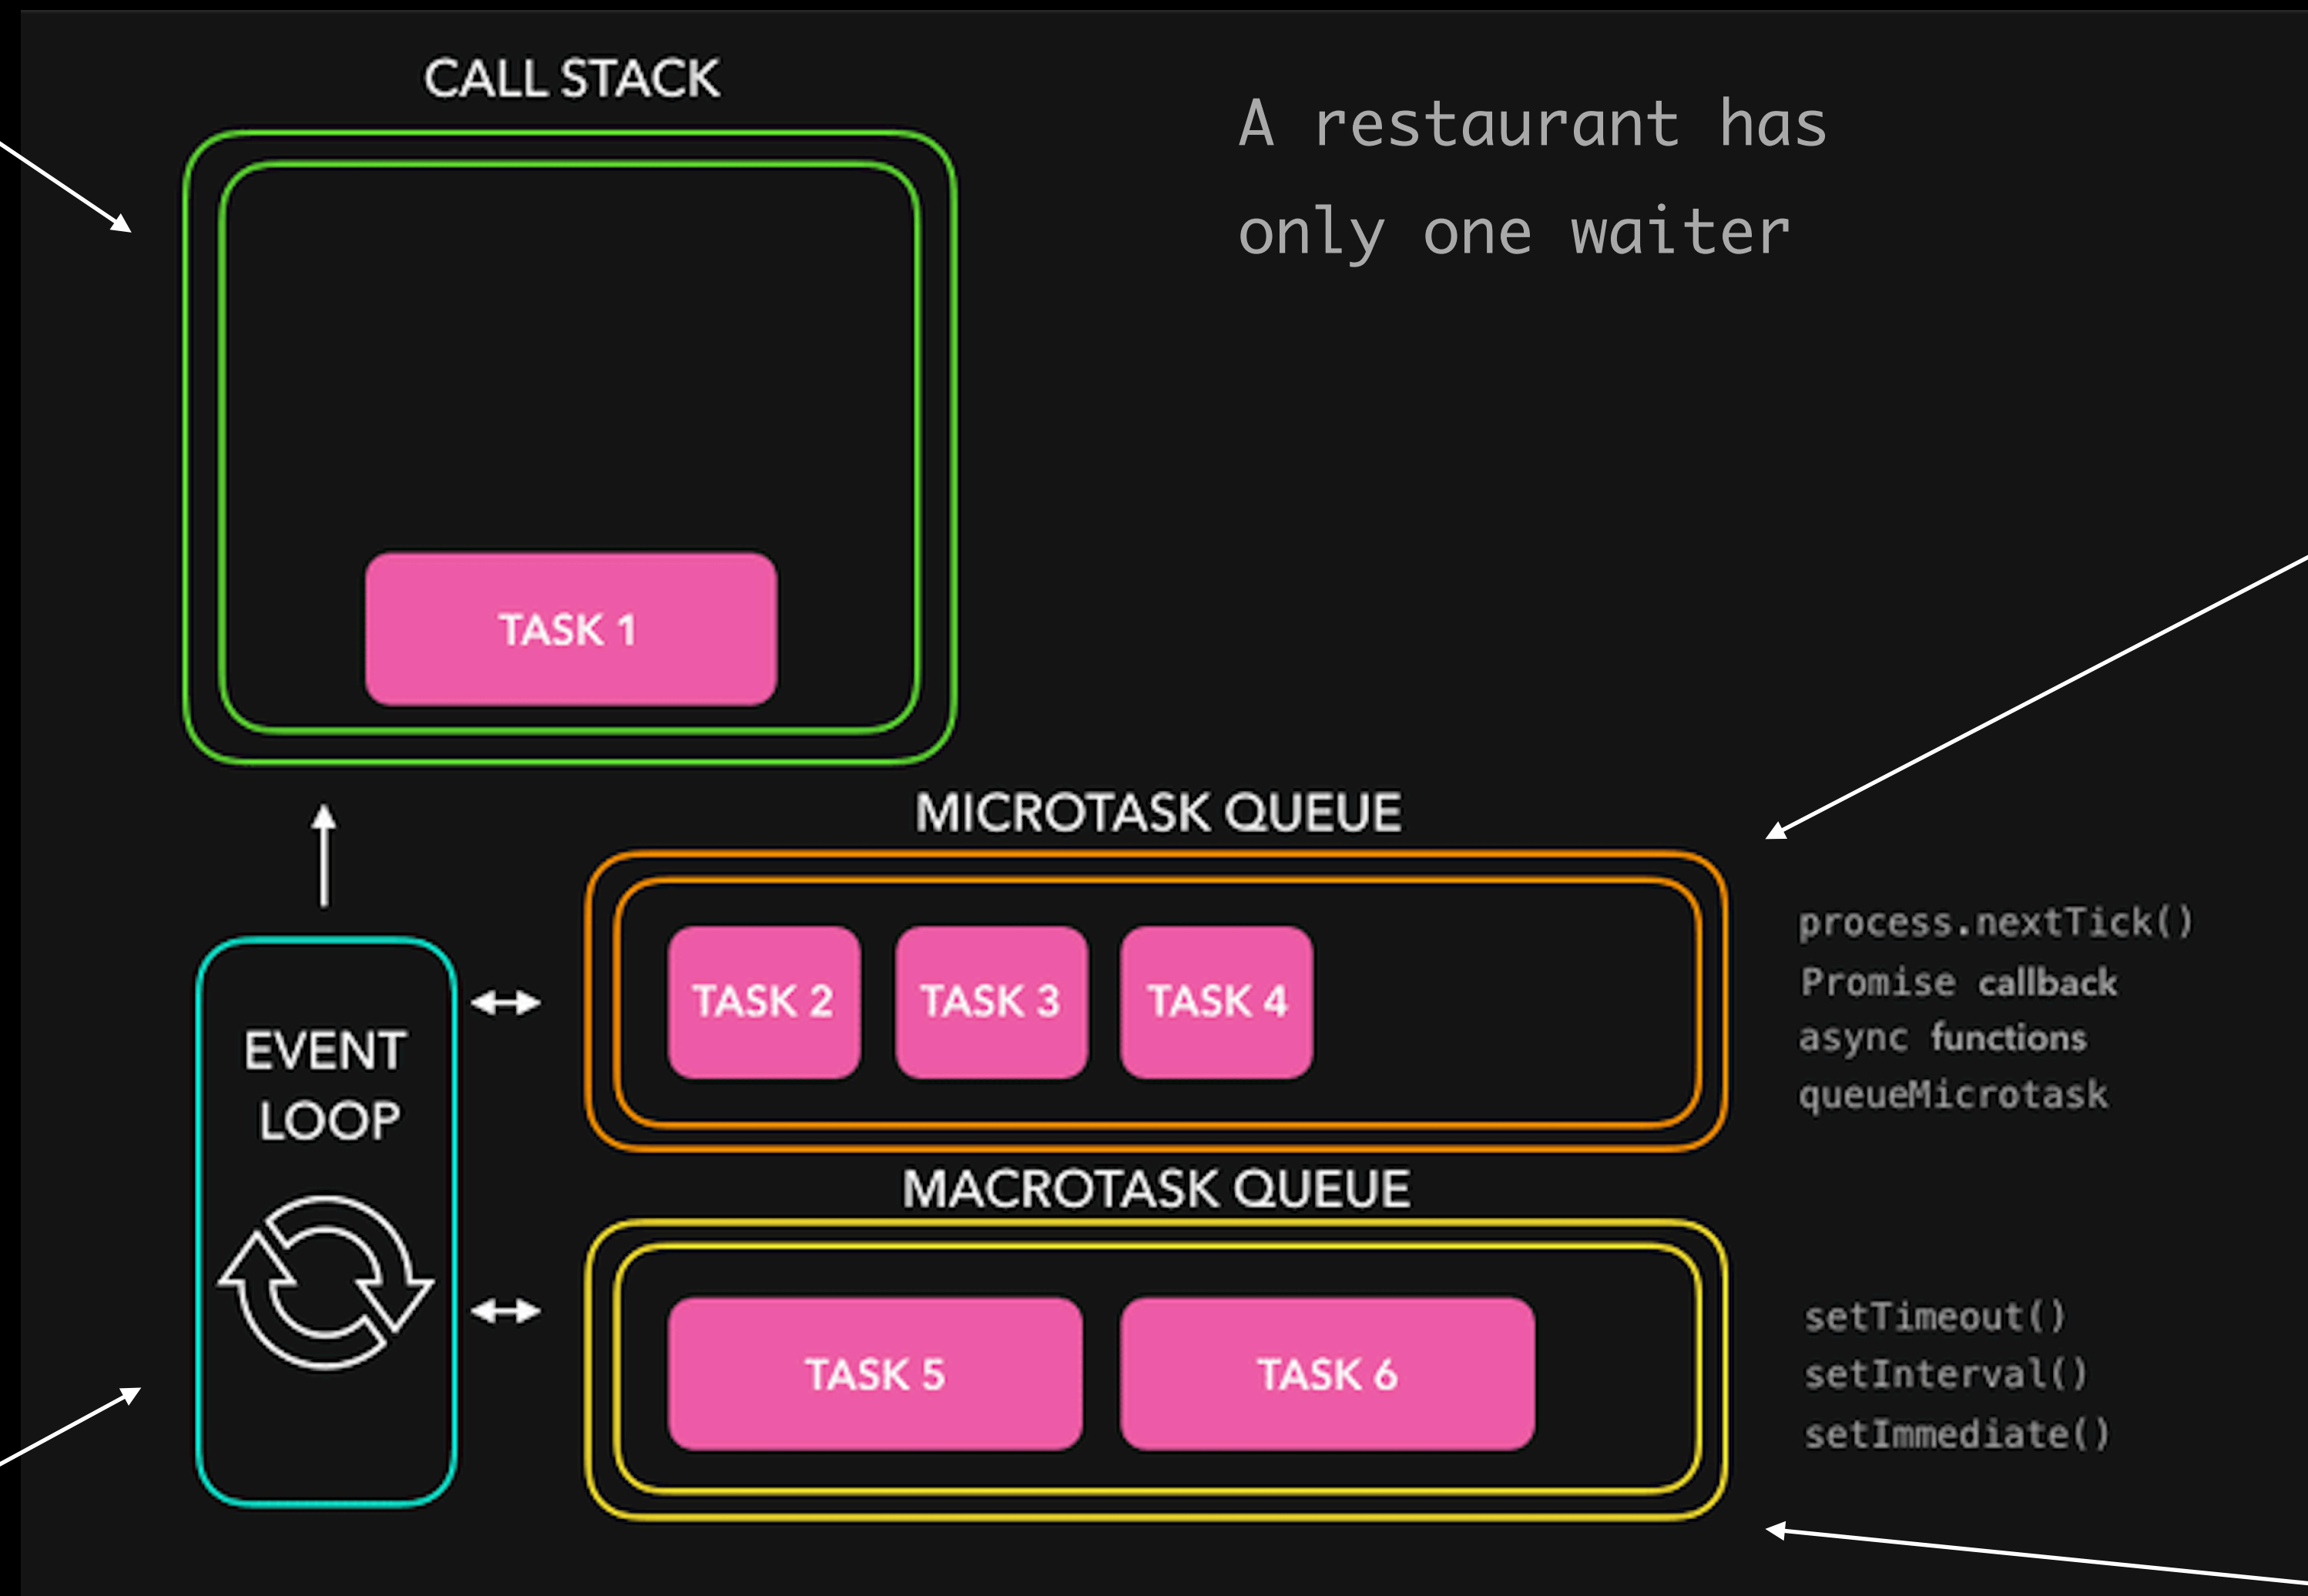 CALL STACK
A restaurant has
only one waiter
TASK 1
MICROTASK QUEUE
TASK 2
TASK 3
TASK 4
process.nextTick()
Promise callback
async functions
queueMicrotask
EVENT
LOOP
MACROTASK QUEUE
TASK 5
TASK 6
setTimeout()
setInterval()
setImmediate()